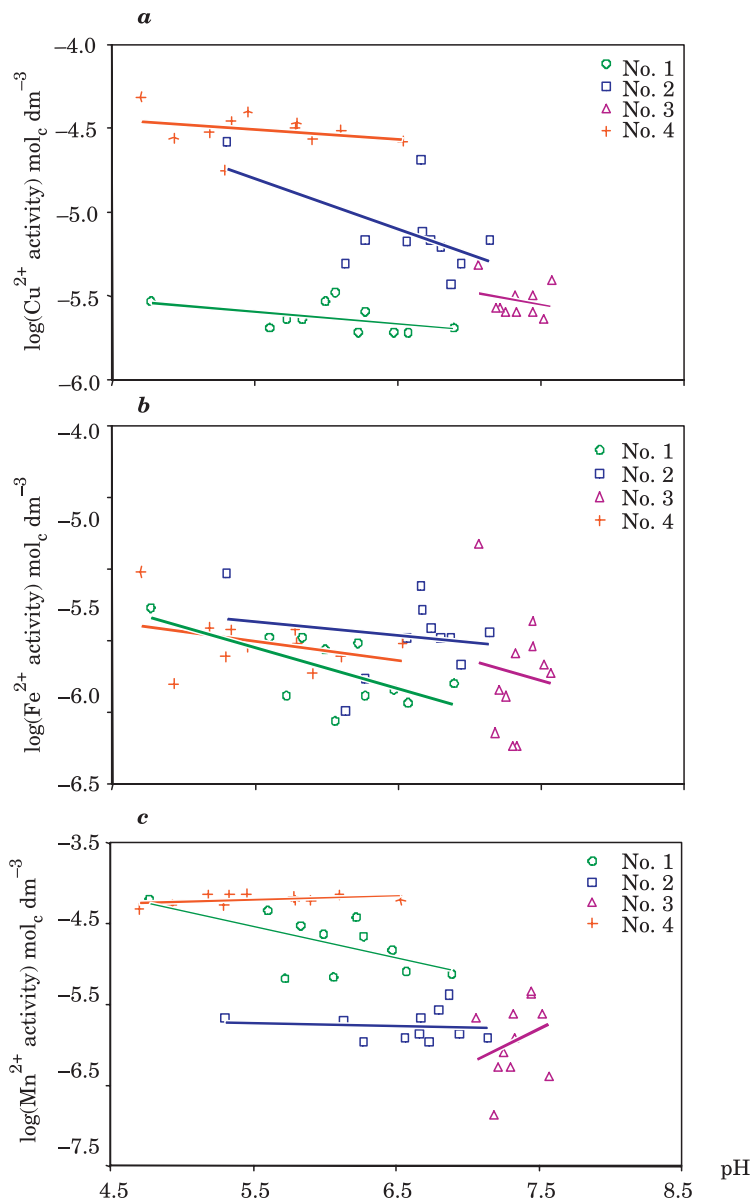 a
log(Cu2+ activity) molc dm–3
–4.0
–4.5
–5.0
–5.5
–6.0
No. 1
No. 2
No. 3
No. 4
b
log(Fe2+ activity) molc dm–3
–4.0
–5.0
–5.5
–6.0
–6.5
No. 1
No. 2
No. 3
No. 4
c
log(Mn2+ activity) molc dm–3
–3.5
–4.5
–5.5
–6.5
–7.5
No. 1
No. 2
No. 3
No. 4
4.5 5.5 6.5 7.5 8.5
pH